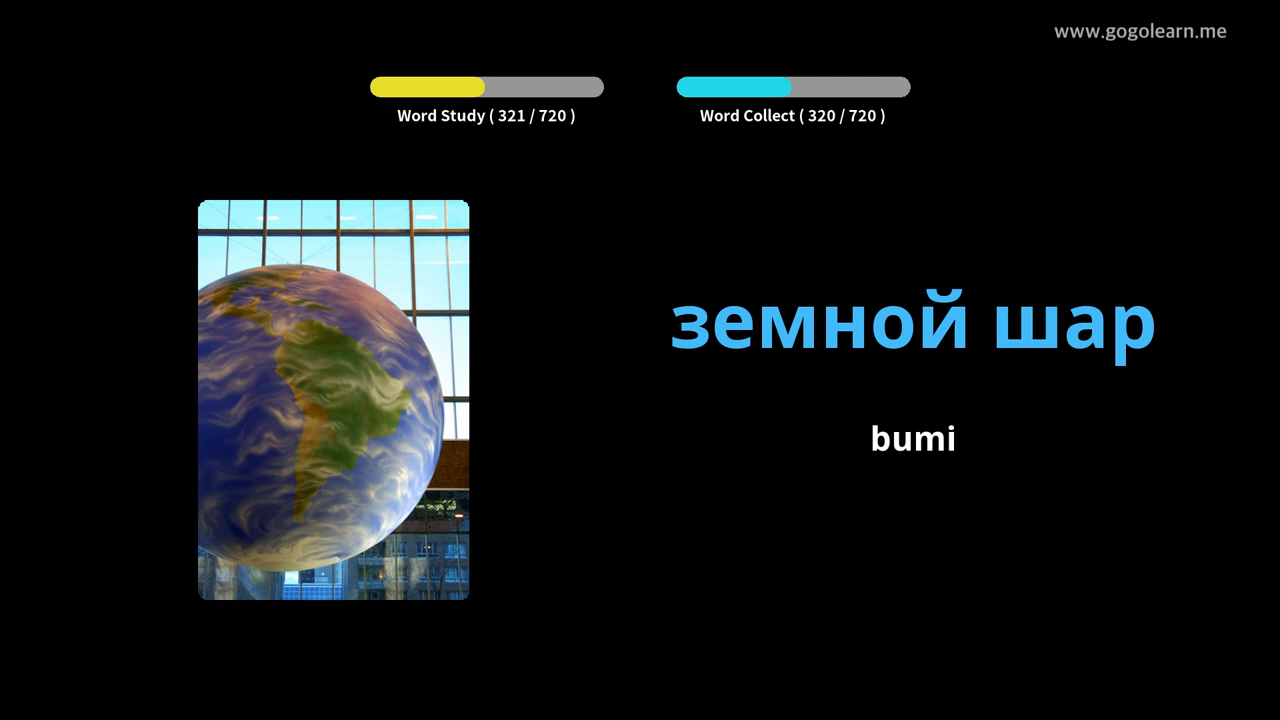 www.gogolearn.me
Word Study ( 321 / 720 )
Word Collect ( 320 / 720 )
земной шар
bumi